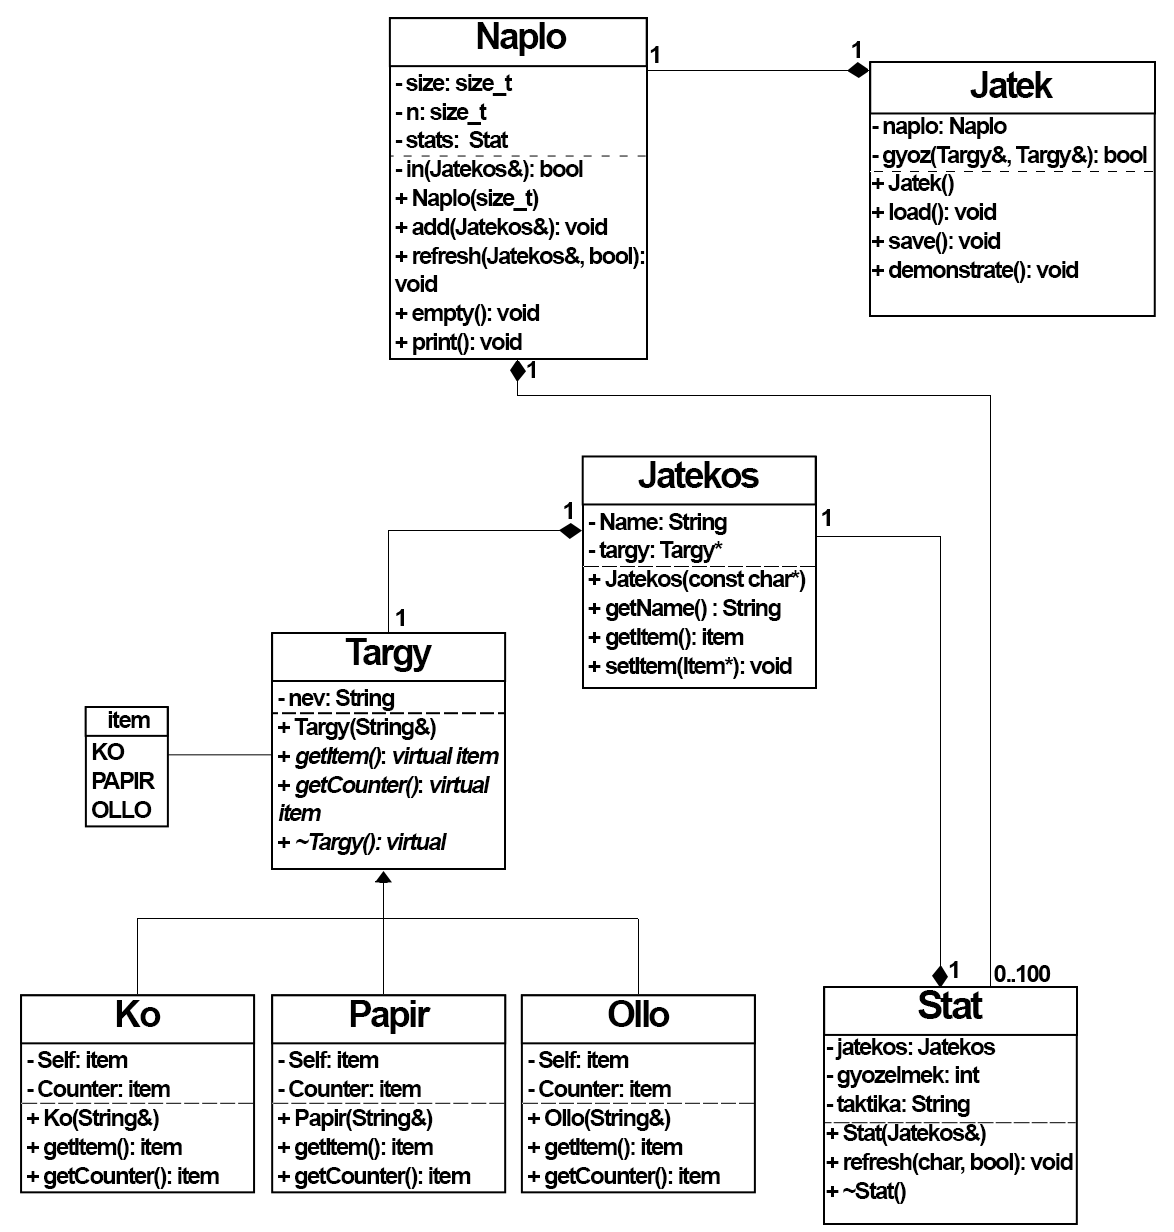 Naplo
- size: size_t
- n: size_t
- stats: Stat
- in(Jatekos&): bool
+ Naplo(size_t)
+ add(Jatekos&): void
+ refresh(Jatekos&, bool):
void
+ empty(): void
+ print(): void
1
1
Jatek
- naplo: Naplo
- gyoz(Targy&, Targy&): bool
+ Jatek()
+ load(): void
+ save(): void
+ demonstrate(): void
1
Jatekos
- Name: String
- targy: Targy*
+ Jatekos(const char*)
+ getName() : String
+ getItem(): item
+ setItem(Item*): void
1
1
1
Targy
- nev: String
+ Targy(String&)
+ getItem(): virtual item
+ getCounter(): virtual
item
+ ~Targy(): virtual
item
KO
PAPIR
OLLO
Ko
- Self: item
- Counter: item
+ Ko(String&)
+ getItem(): item
+ getCounter(): item
Papir
- Self: item
- Counter: item
+ Papir(String&)
+ getItem(): item
+ getCounter(): item
Ollo
- Self: item
- Counter: item
+ Ollo(String&)
+ getItem(): item
+ getCounter(): item
1
0..100
Stat
- jatekos: Jatekos
- gyozelmek: int
- taktika: String
+ Stat(Jatekos&)
+ refresh(char, bool): void
+ ~Stat()